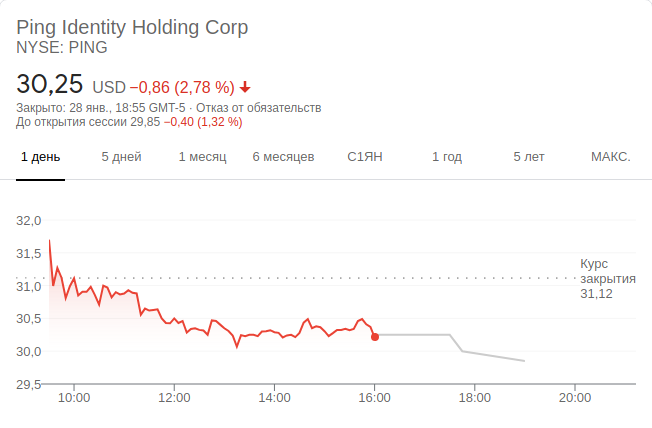 Ping Identity Holding Corp
NYSE: PING
30,25 USD −0,86 (2,78 %)
Закрыто: 28 янв., 18:55 GMT-5 · Отказ от обязательств
До открытия сессии 29,85 −0,40 (1,32 %)
1 день 5 дней 1 месяц 6 месяцев С1ЯН 1 год 5 лет МАКС.
32,0
31,5
31,0
30,5
30,0
29,5
Курс
закрытия
31,12
10:00 12:00 14:00 16:00 18:00 20:00